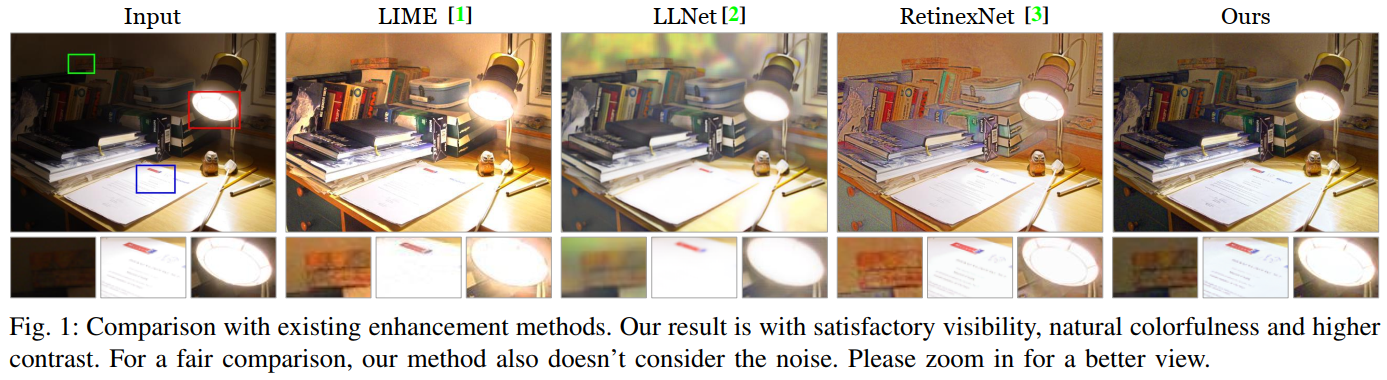 Input LIME [1] LLNet[2] RetinexNet [3] Ours
Fig. 1: Comparison with existing enhancement methods. Our result is with satisfactory visibility, natural colorfulness and higher
contrast. For a fair comparison, our method also doesn't consider the noise. Please zoom in for a better view.